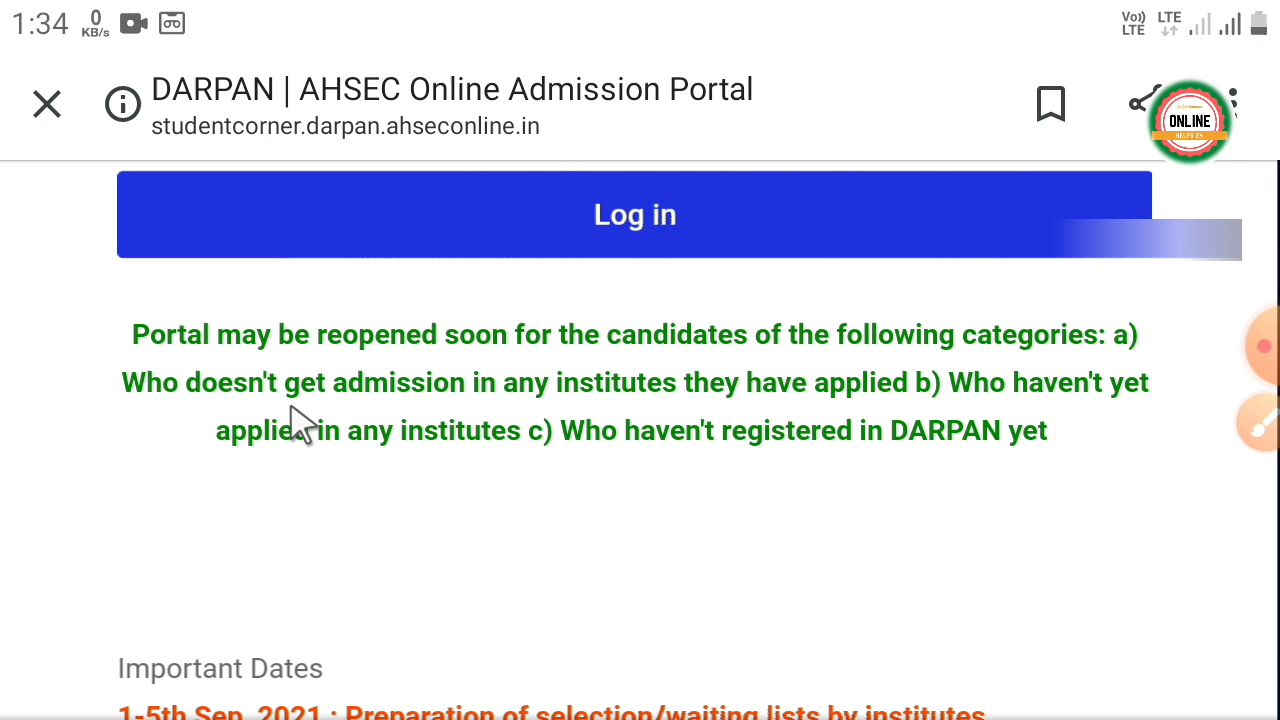 1:34
0
KB/s
Vo))
LTE
LTE
DARPAN | AHSEC Online Admission Portal
studentcorner.darpan.ahseconline.in
ONLINE
HELPS 24
Log in
Portal may be reopened soon for the candidates of the following categories: a)
Who doesn't get admission in any institutes they have applied b) Who haven't yet
applied in any institutes c) Who haven't registered in DARPAN yet
Important Dates
1-5th Sep, 2021 : Preparation of selection/waiting lists by institutes